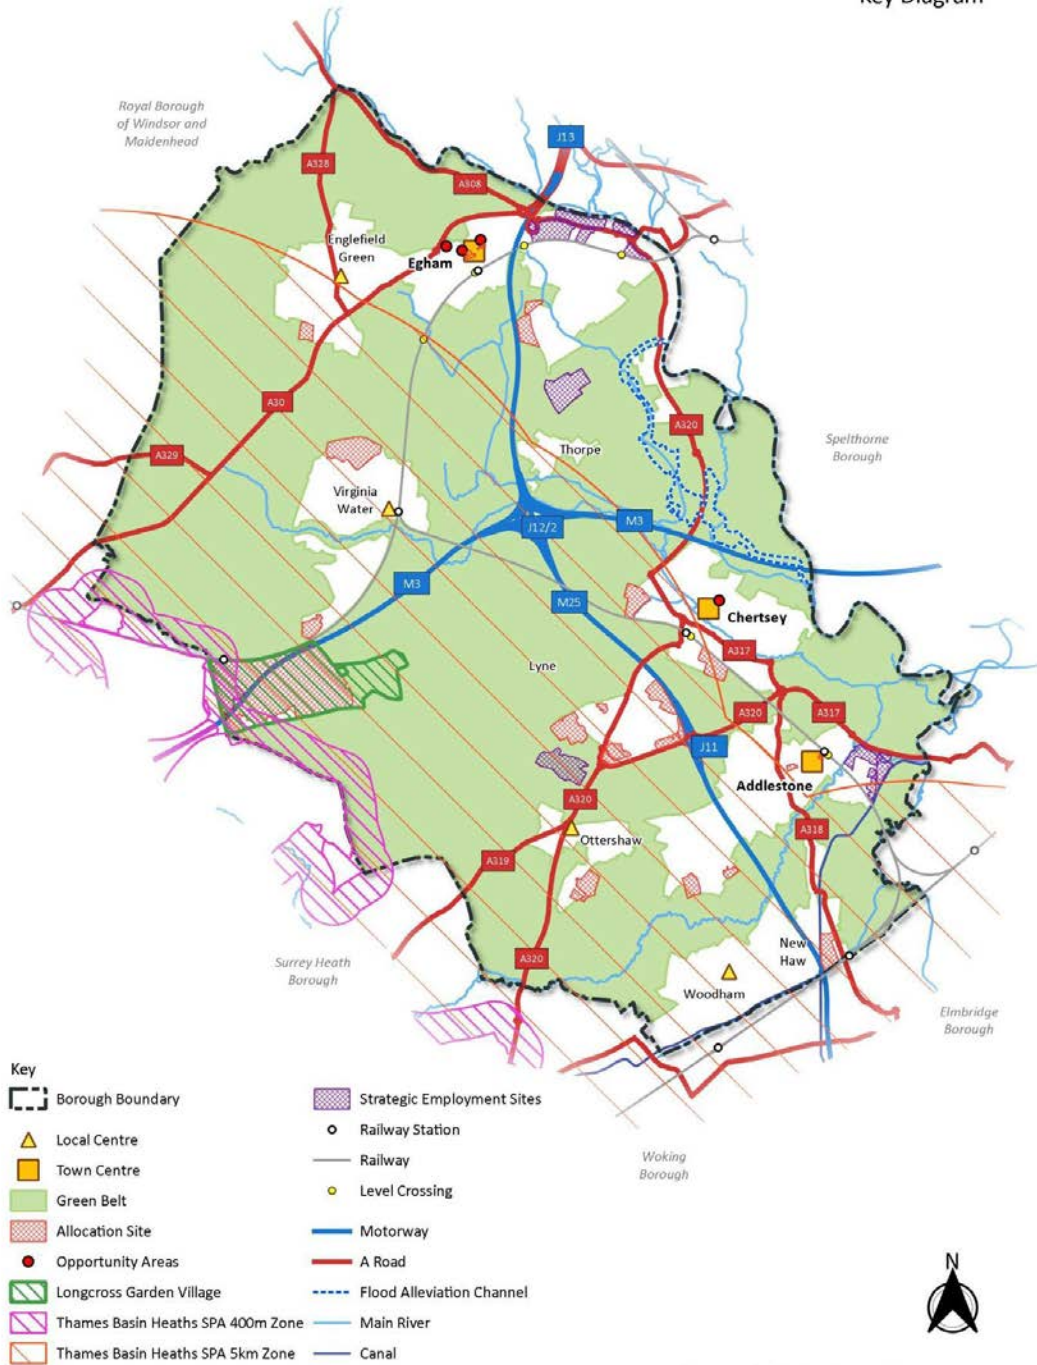 Key Diagram
Royal Borough
of Windsor and
Maidenhead
J13
A328
A308
Englefield
Green
Egham
A30
A320
A329
Thorpe
Spelthorne
Borough
Virginia
Water
J12/2
M3
M3
M25
Chertsey
A317
Lyne
A320
A317
J11
Addlestone
A320
A318
Ottershaw
A319
New
Haw
A320
Surrey Heath
Borough
Woodham
Elmbridge
Borough
Woking
Borough
Key
Borough Boundary
Local Centre
Town Centre
Green Belt
Allocation Site
Opportunity Areas
Longcross Garden Village
Thames Basin Heaths SPA 400m Zone
Thames Basin Heaths SPA 5km Zone
Strategic Employment Sites
Railway Station
Railway
Level Crossing
Motorway
A Road
Flood Alleviation Channel
Main River
Canal
N